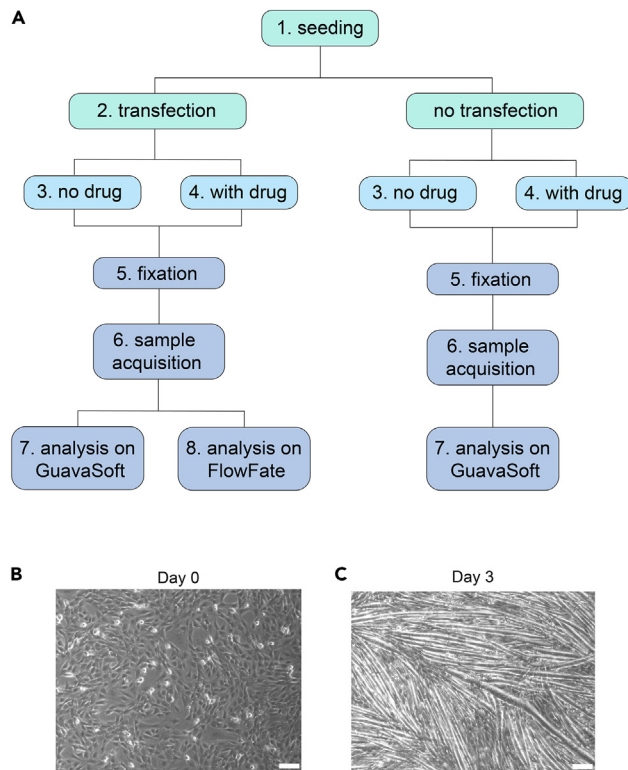 A
1. seeding
2. transfection
no transfection
3. no drug
4. with drug
3. no drug
4. with drug
5. fixation
5. fixation
6. sample
acquisition
6. sample
acquisition
7. analysis on
GuavaSoft
8. analysis on
FlowFate
7. analysis on
GuavaSoft
B
Day 0
C
Day 3